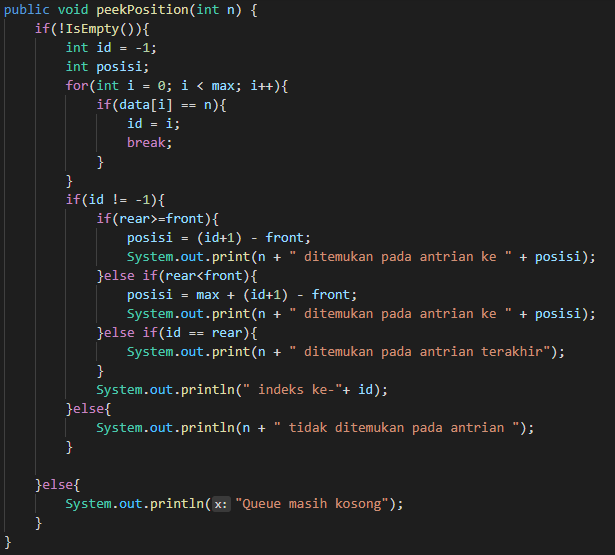 public void peekPosition(int n) {
    if(!IsEmpty()){
        int id = -1;
        int posisi;
        for(int i = 0; i < max; i++){
            if(data[i] == n){
                id = i;
                break;
            }
        }
        if(id != -1){
            if(rear>=front){
                posisi = (id+1) - front;
                System.out.print(n + " ditemukan pada antrian ke " + posisi);
            }else if(rear<front){
                posisi = max + (id+1) - front;
                System.out.print(n + " ditemukan pada antrian ke " + posisi);
            }else if(id == rear){
                System.out.print(n + " ditemukan pada antrian terakhir");
            }
            System.out.println(" indeks ke-"+ id);
        }else{
            System.out.println(n + " tidak ditemukan pada antrian ");
        }
    }else{
        System.out.println(x: "Queue masih kosong");
    }
}